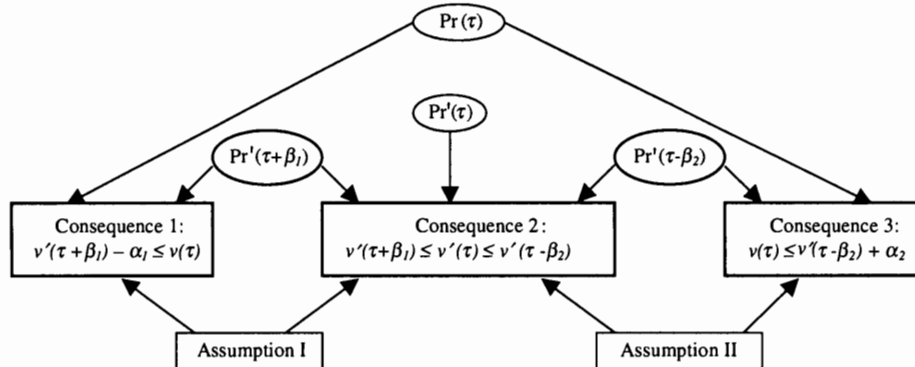 Pr (τ)
Pr'(τ)
Pr'(τ+β₁)
Pr'(τ-β₂)
Consequence 1:
v′(τ +β₁) – α₁ ≤ v(τ)
Consequence 2:
v′(τ+β₁) ≤ v′(τ) ≤ v′(τ -β₂)
Consequence 3:
v(τ) ≤ v′(τ -β₂) + α₂
Assumption I
Assumption II